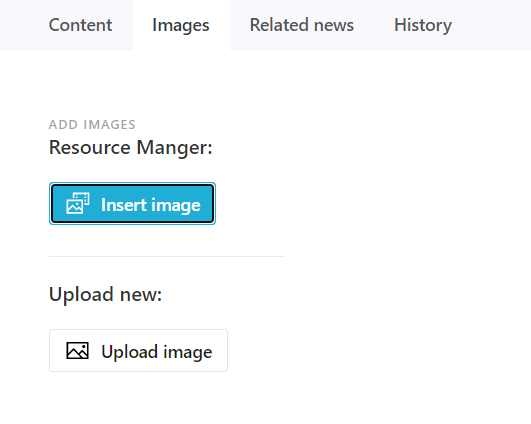 Content Images Related news History
ADD IMAGES
Resource Manger:
Insert image
Upload new:
Upload image